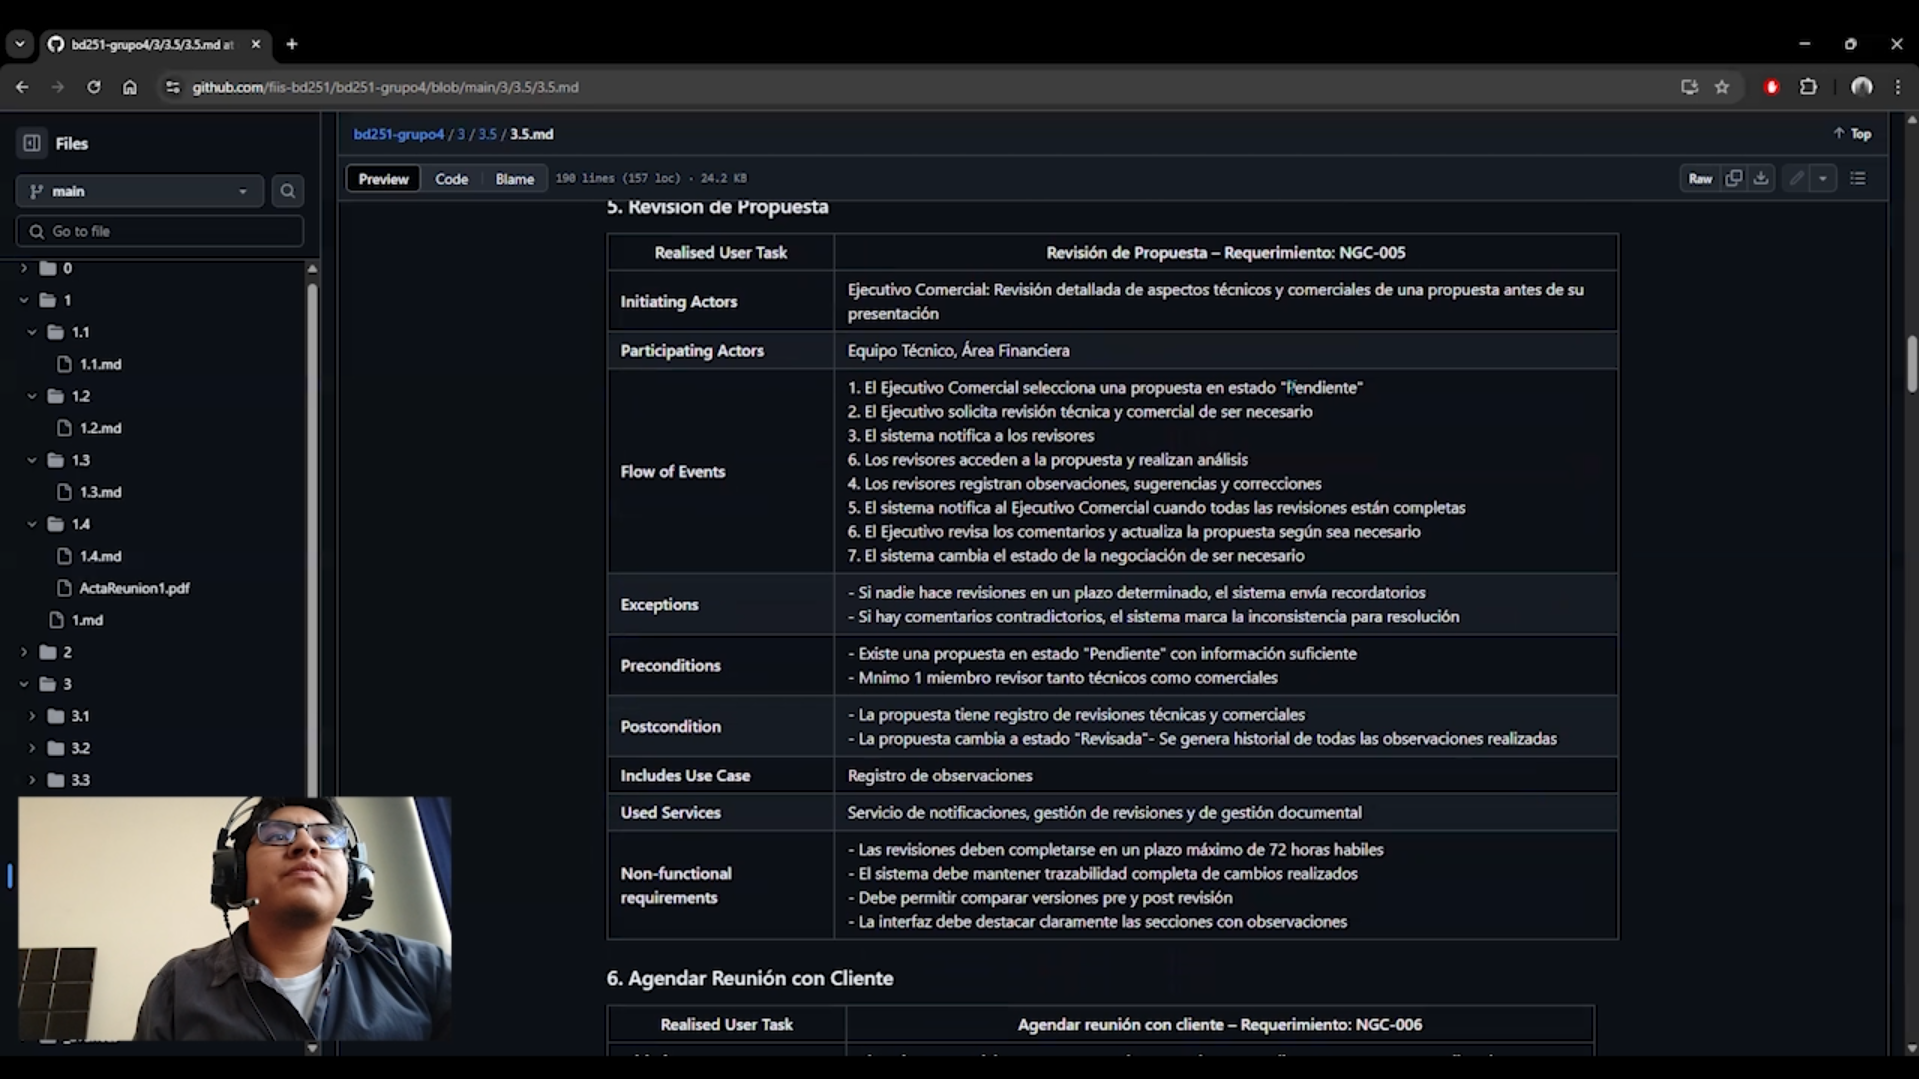 bd251-grupo4/3/3.5/3.5.md at
github.com/fiis-bd251/bd251-grupo4/blob/main/3/3.5/3.5.md
Files
main
Go to file
0
1
1.1
1.1.md
1.2
1.2.md
1.3
1.3.md
1.4
1.4.md
ActaReunion1.pdf
1.md
2
3
3.1
3.2
3.3
bd251-grupo4 / 3 / 3.5 / 3.5.md
Top
Preview Code Blame 190 lines (157 loc) · 24.2 KB
Raw
5. Revisión de Propuesta
Realised User Task
Revisión de Propuesta – Requerimiento: NGC-005
Initiating Actors
Ejecutivo Comercial: Revisión detallada de aspectos técnicos y comerciales de una propuesta antes de su
presentación
Participating Actors
Equipo Técnico, Área Financiera
Flow of Events
1. El Ejecutivo Comercial selecciona una propuesta en estado "Pendiente"
2. El Ejecutivo solicita revisión técnica y comercial de ser necesario
3. El sistema notifica a los revisores
6. Los revisores acceden a la propuesta y realizan análisis
4. Los revisores registran observaciones, sugerencias y correcciones
5. El sistema notifica al Ejecutivo Comercial cuando todas las revisiones están completas
6. El Ejecutivo revisa los comentarios y actualiza la propuesta según sea necesario
7. El sistema cambia el estado de la negociación de ser necesario
Exceptions
- Si nadie hace revisiones en un plazo determinado, el sistema envía recordatorios
- Si hay comentarios contradictorios, el sistema marca la inconsistencia para resolución
Preconditions
- Existe una propuesta en estado "Pendiente" con información suficiente
- Mnimo 1 miembro revisor tanto técnicos como comerciales
Postcondition
- La propuesta tiene registro de revisiones técnicas y comerciales
- La propuesta cambia a estado "Revisada"- Se genera historial de todas las observaciones realizadas
Includes Use Case
Registro de observaciones
Used Services
Servicio de notificaciones, gestión de revisiones y de gestión documental
Non-functional
requirements
- Las revisiones deben completarse en un plazo máximo de 72 horas habiles
- El sistema debe mantener trazabilidad completa de cambios realizados
- Debe permitir comparar versiones pre y post revisión
- La interfaz debe destacar claramente las secciones con observaciones
6. Agendar Reunión con Cliente
Realised User Task
Agendar reunión con cliente – Requerimiento: NGC-006